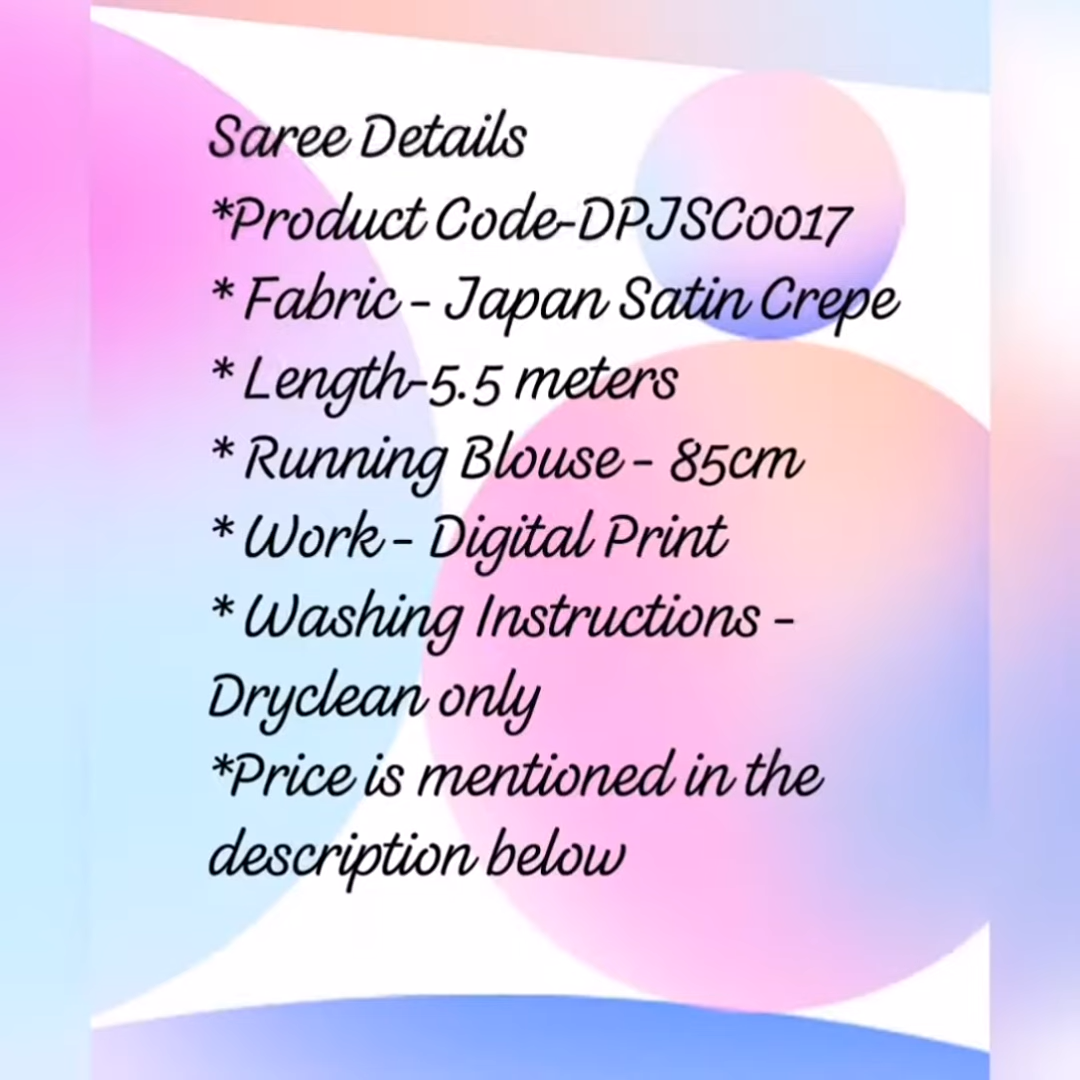 Saree Details
*Product Code-DPJSC0017
* Fabric - Japan Satin Crepe
* Length-5.5 meters
* Running Blouse - 85cm
* Work - Digital Print
* Washing Instructions -
Dryclean only
*Price is mentioned in the
description below